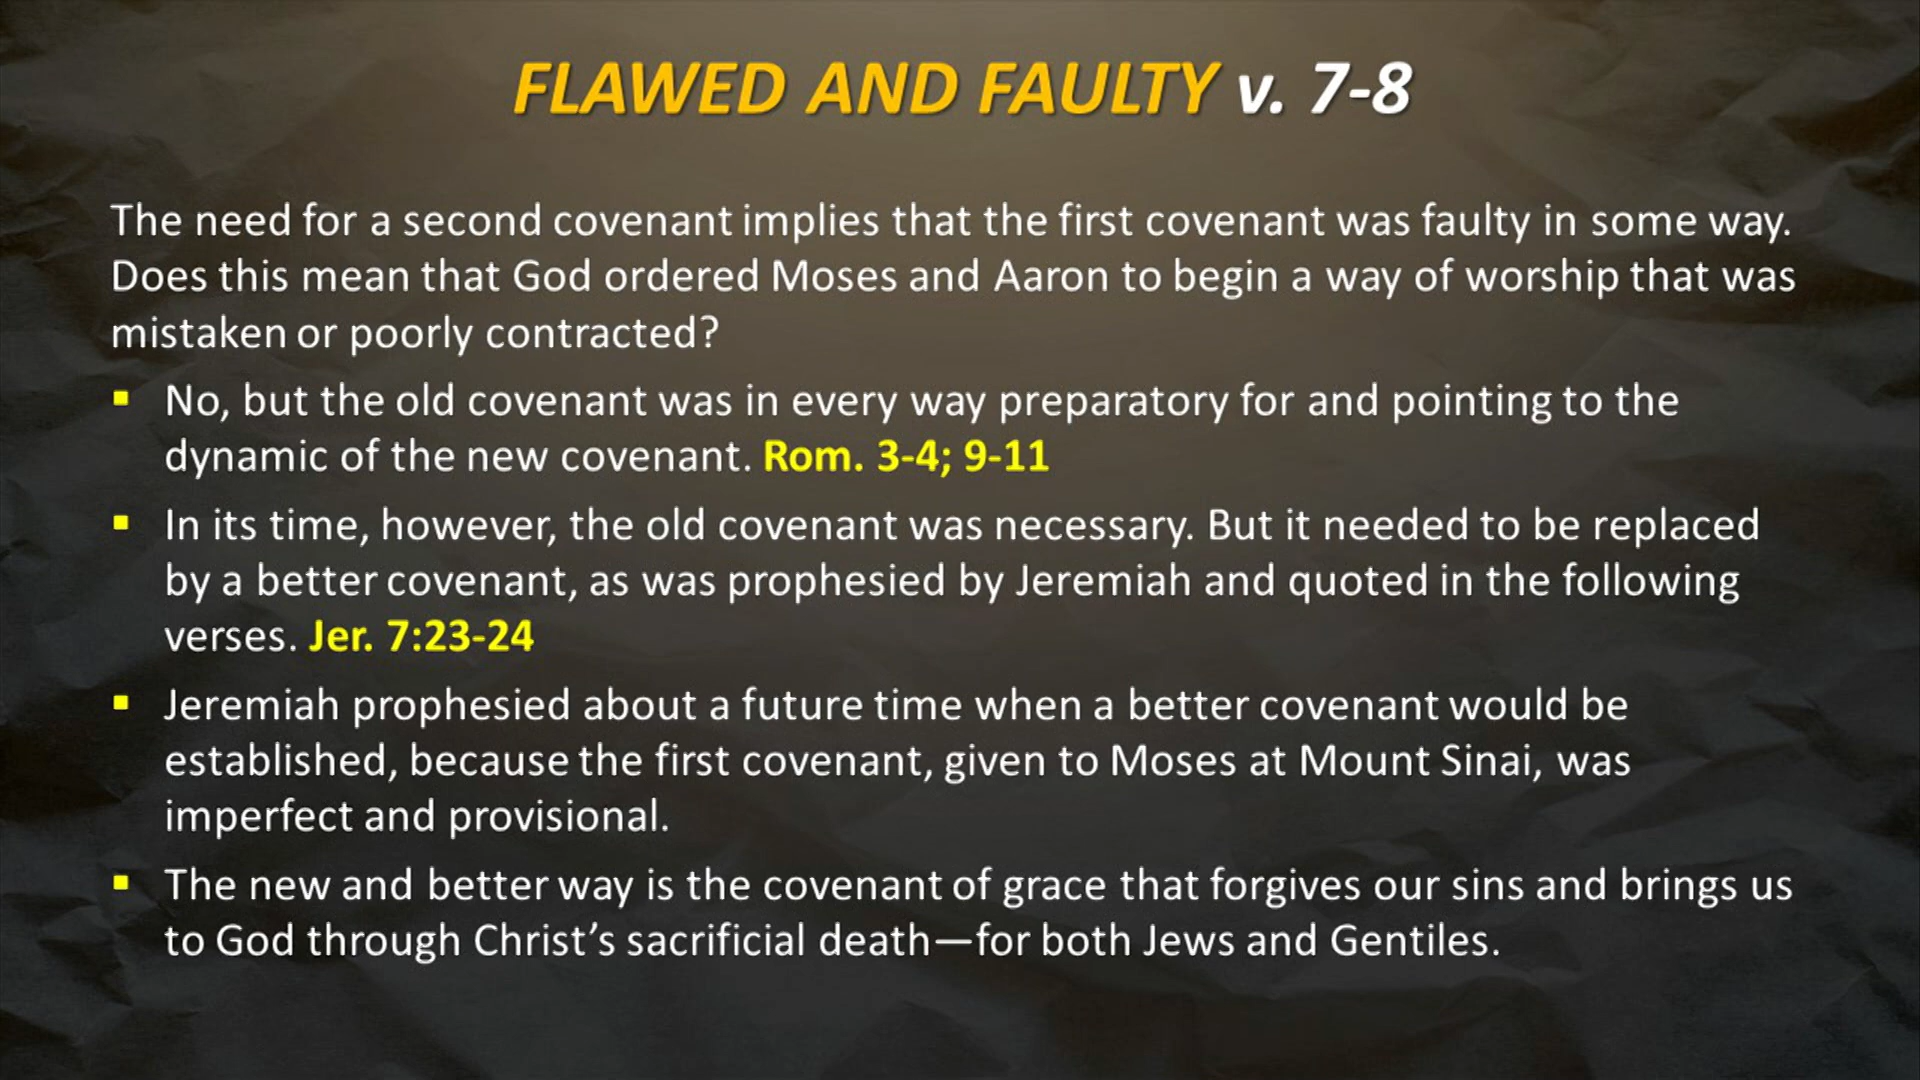 FLAWED AND FAULTY v. 7-8
The need for a second covenant implies that the first covenant was faulty in some way.
Does this mean that God ordered Moses and Aaron to begin a way of worship that was
mistaken or poorly contracted?
▪ No, but the old covenant was in every way preparatory for and pointing to the
dynamic of the new covenant. Rom. 3-4; 9-11
▪ In its time, however, the old covenant was necessary. But it needed to be replaced
by a better covenant, as was prophesied by Jeremiah and quoted in the following
verses. Jer. 7:23-24
▪ Jeremiah prophesied about a future time when a better covenant would be
established, because the first covenant, given to Moses at Mount Sinai, was
imperfect and provisional.
▪ The new and better way is the covenant of grace that forgives our sins and brings us
to God through Christ’s sacrificial death—for both Jews and Gentiles.